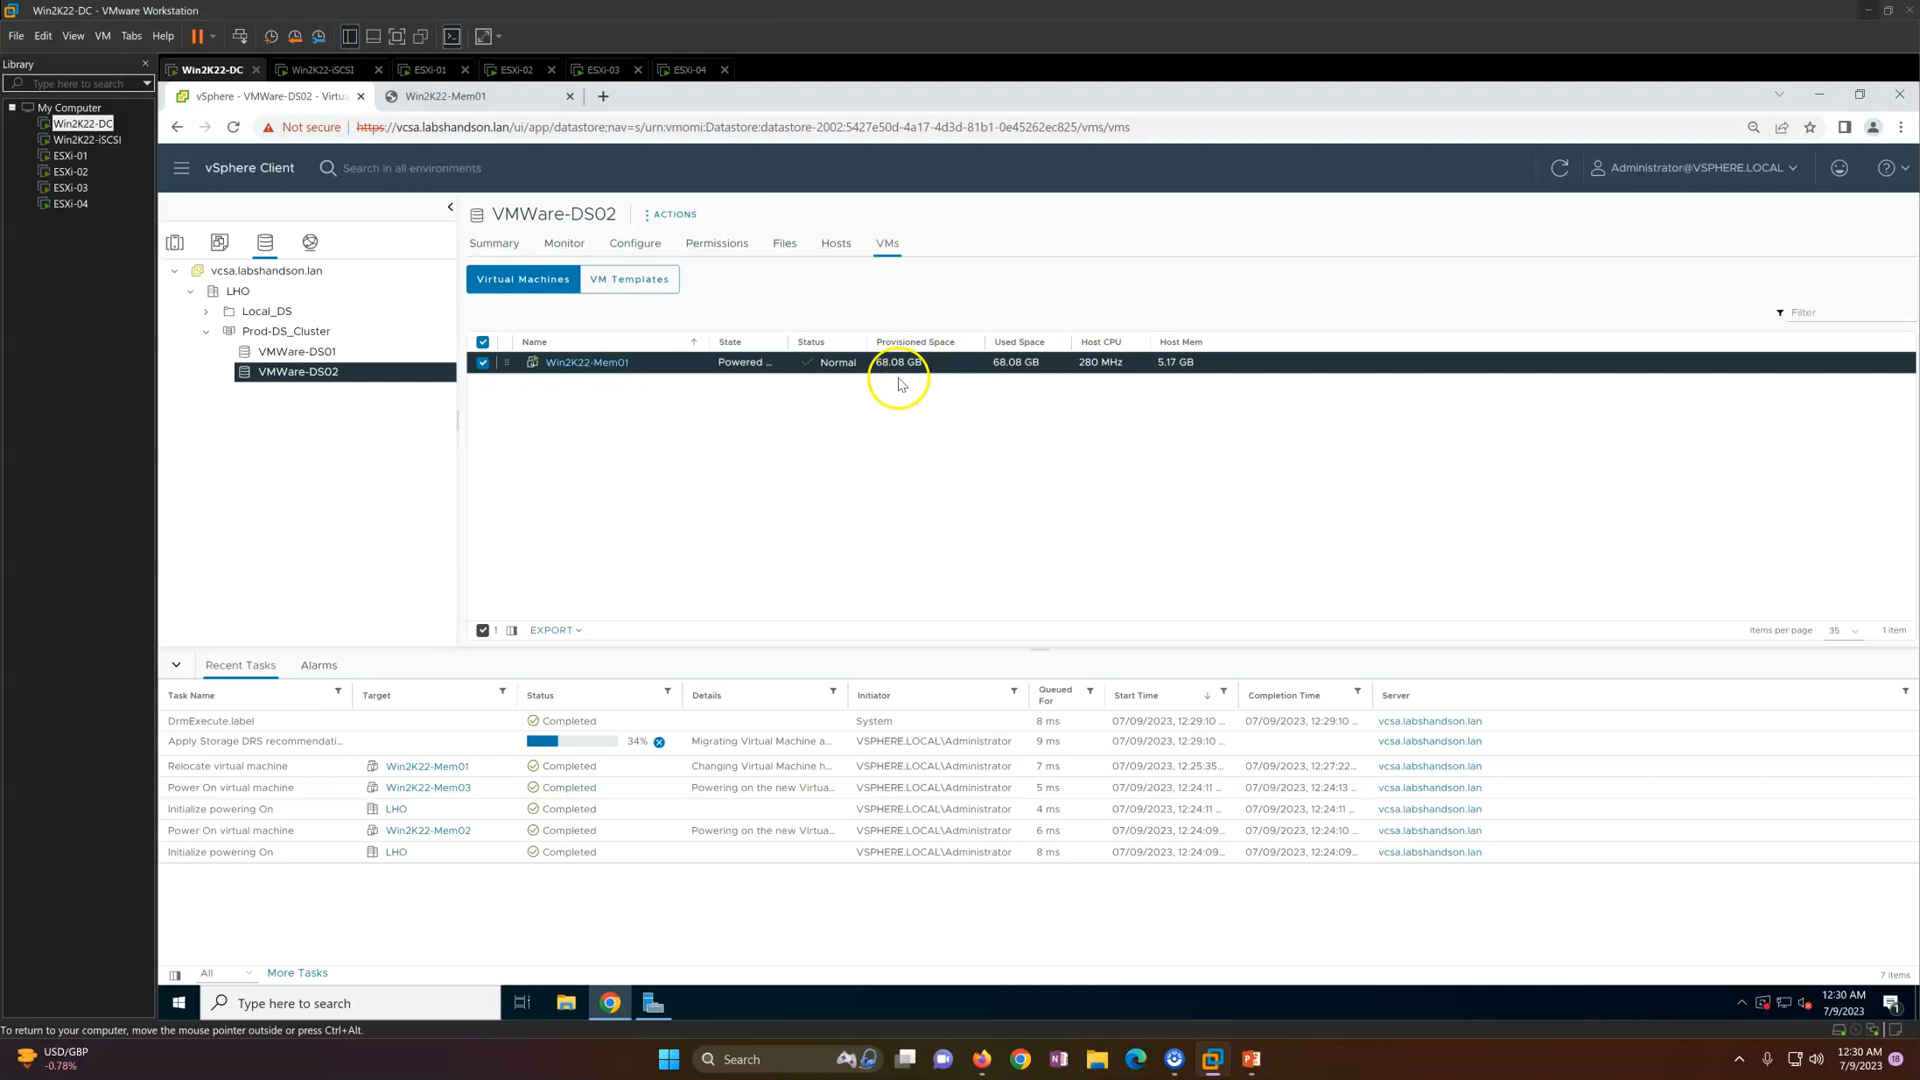 Win2K22-DC - VMware Workstation
File Edit View VM Tabs Help
Library
Type here to search
My Computer
Win2K22-DC
Win2K22-iSCSI
ESXi-01
ESXi-02
ESXi-03
ESXi-04
Win2K22-DC Win2K22-iSCSI ESXi-01 ESXi-02 ESXi-03 ESXi-04
vSphere - VMWare-DS02 - Virtua Win2K22-Mem01
Not secure https://vcsa.labshandson.lan/ui/app/datastore;nav=s/urn:vmomi:Datastore:datastore-2002:5427e50d-4a17-4d3d-81b1-0e45262ec825/vms/vms
vSphere Client Search in all environments Administrator@VSPHERE.LOCAL
vcsa.labshandson.lan
LHO
Local_DS
Prod-DS_Cluster
VMWare-DS01
VMWare-DS02
VMWare-DS02 ACTIONS
Summary Monitor Configure Permissions Files Hosts VMs
Virtual Machines VM Templates
Filter
Name State Status Provisioned Space Used Space Host CPU Host Mem
Win2K22-Mem01 Powered ... Normal 68.08 GB 68.08 GB 280 MHz 5.17 GB
1 EXPORT Items per page 35 1 item
Recent Tasks Alarms
Task Name Target Status Details Initiator Queued For Start Time Completion Time Server
DrmExecute.label Completed System 8 ms 07/09/2023, 12:29:10 ... 07/09/2023, 12:29:10 ... vcsa.labshandson.lan
Apply Storage DRS recommendati... 34% Migrating Virtual Machine a... VSPHERE.LOCAL\Administrator 9 ms 07/09/2023, 12:29:10 ... vcsa.labshandson.lan
Relocate virtual machine Win2K22-Mem01 Completed Changing Virtual Machine h... VSPHERE.LOCAL\Administrator 7 ms 07/09/2023, 12:25:35... 07/09/2023, 12:27:22... vcsa.labshandson.lan
Power On virtual machine Win2K22-Mem03 Completed Powering on the new Virtua... VSPHERE.LOCAL\Administrator 5 ms 07/09/2023, 12:24:11 ... 07/09/2023, 12:24:13 ... vcsa.labshandson.lan
Initialize powering On LHO Completed VSPHERE.LOCAL\Administrator 4 ms 07/09/2023, 12:24:11 ... 07/09/2023, 12:24:11 ... vcsa.labshandson.lan
Power On virtual machine Win2K22-Mem02 Completed Powering on the new Virtua... VSPHERE.LOCAL\Administrator 6 ms 07/09/2023, 12:24:09... 07/09/2023, 12:24:10 ... vcsa.labshandson.lan
Initialize powering On LHO Completed VSPHERE.LOCAL\Administrator 8 ms 07/09/2023, 12:24:09... 07/09/2023, 12:24:09... vcsa.labshandson.lan
All More Tasks 7 items
Type here to search 12:30 AM
7/9/2023 1
To return to your computer, move the mouse pointer outside or press Ctrl+Alt.
USD/GBP
-0.78%
Search
12:30 AM
7/9/2023 18